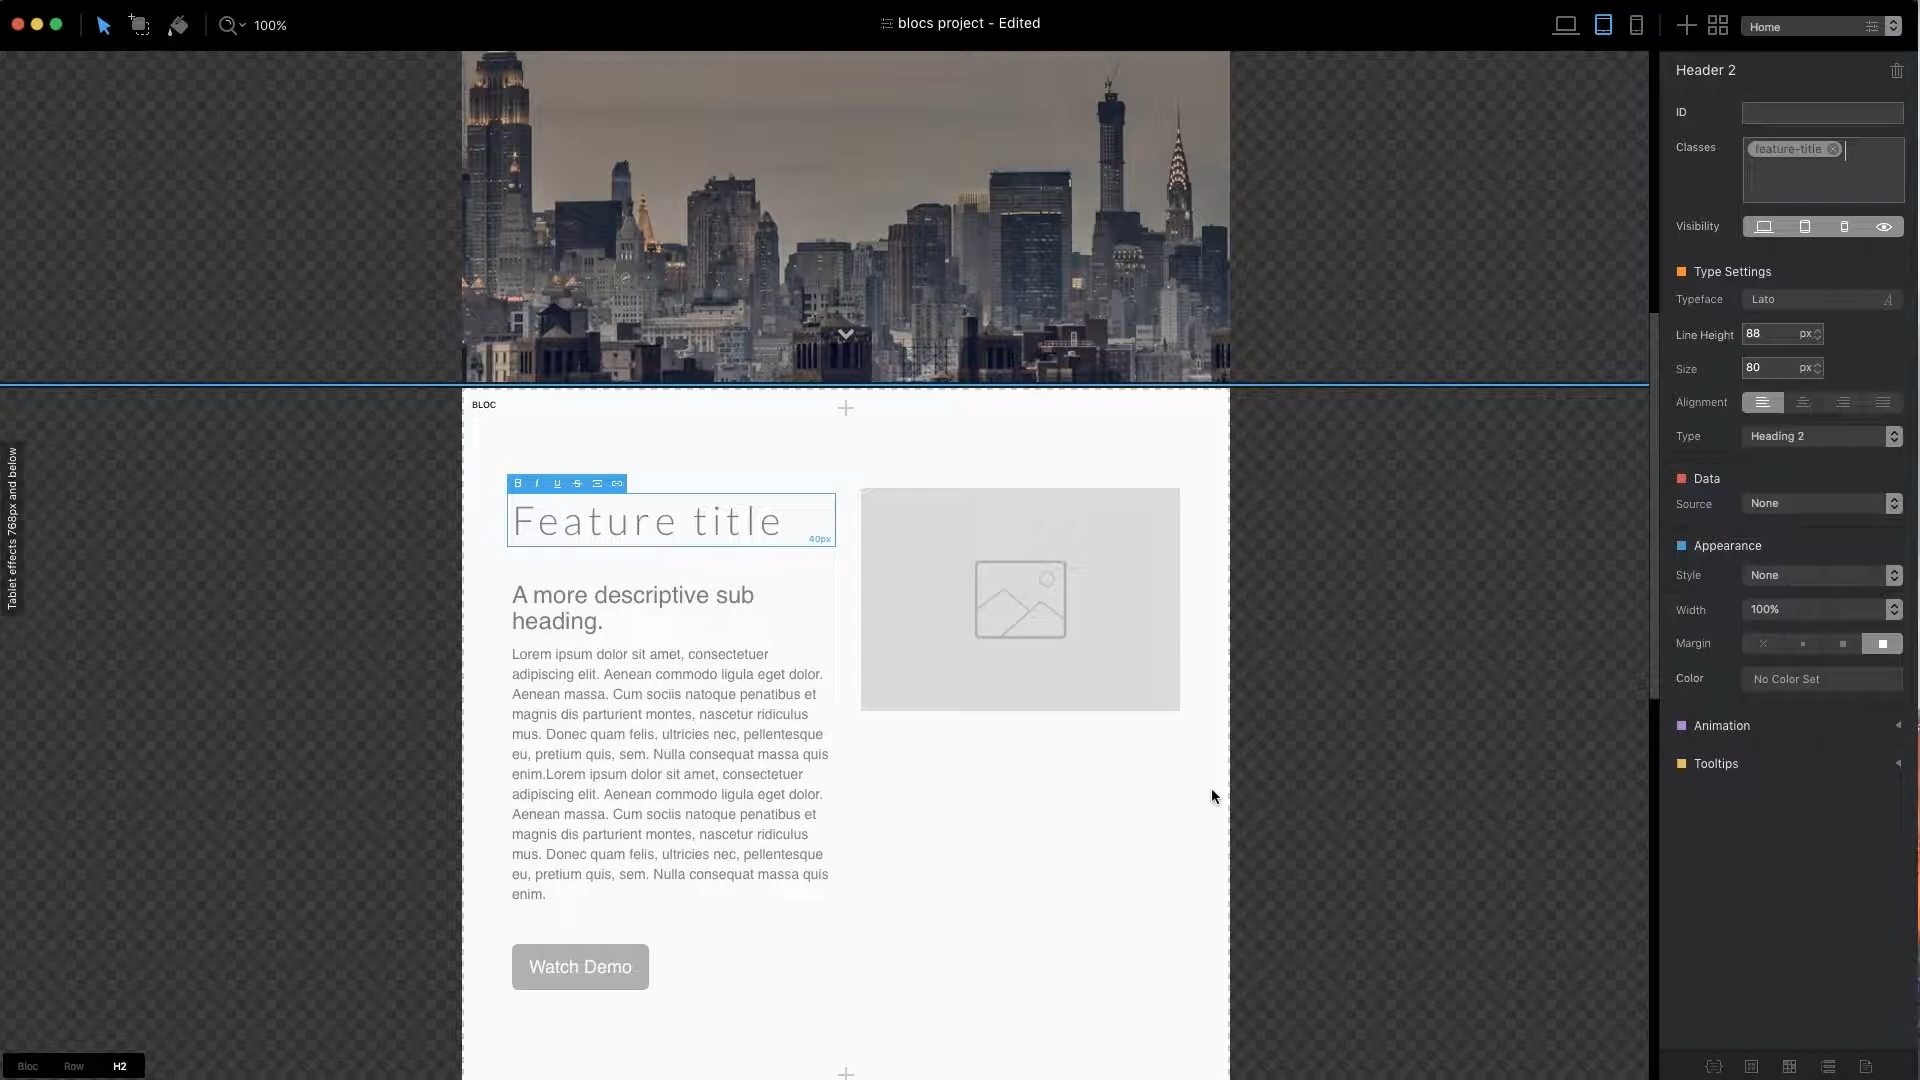 100%
blocs project - Edited
Home
Header 2
ID
Classes
feature-title
Visibility
Type Settings
Typeface
Lato
Line Height
88
px
Size
80
px
Alignment
Type
Heading 2
Data
Source
None
Appearance
Style
None
Width
100%
Margin
Color
No Color Set
Animation
Tooltips
Tablet effects 768px and below
BLOC
B I U S
Feature title
40px
A more descriptive sub
heading.
Lorem ipsum dolor sit amet, consectetuer
adipiscing elit. Aenean commodo ligula eget dolor.
Aenean massa. Cum sociis natoque penatibus et
magnis dis parturient montes, nascetur ridiculus
mus. Donec quam felis, ultricies nec, pellentesque
eu, pretium quis, sem. Nulla consequat massa quis
enim.Lorem ipsum dolor sit amet, consectetuer
adipiscing elit. Aenean commodo ligula eget dolor.
Aenean massa. Cum sociis natoque penatibus et
magnis dis parturient montes, nascetur ridiculus
mus. Donec quam felis, ultricies nec, pellentesque
eu, pretium quis, sem. Nulla consequat massa quis
enim.
Watch Demo
Bloc
Row
H2